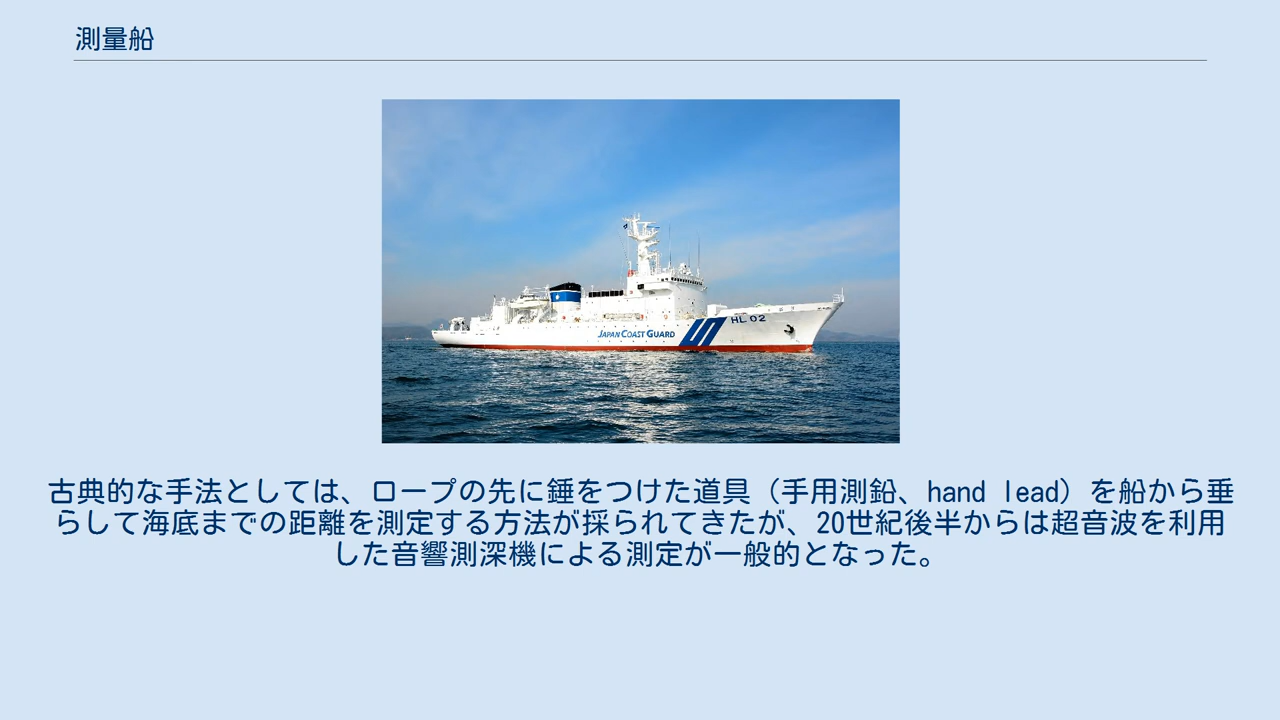 測量船
JAPAN COAST GUARD
HL 02
古典的な手法としては、ロープの先に錘をつけた道具（手用測鉛、hand lead）を船から垂
らして海底までの距離を測定する方法が採られてきたが、20世紀後半からは超音波を利用
した音響測深機による測定が一般的となった。